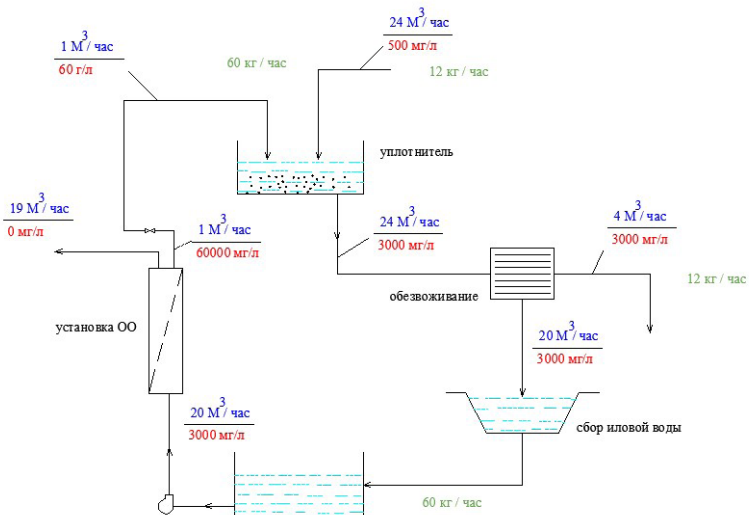 1 М³/ час
60 г/л
60 кг / час
24 М³/ час
500 мг/л
12 кг / час
уплотнитель
19 М³/ час
0 мг/л
1 М³/ час
60000 мг/л
24 М³/ час
3000 мг/л
4 М³/ час
3000 мг/л
12 кг / час
обезвоживание
установка ОО
20 М³/ час
3000 мг/л
20 М³/ час
3000 мг/л
сбор иловой воды
60 кг / час